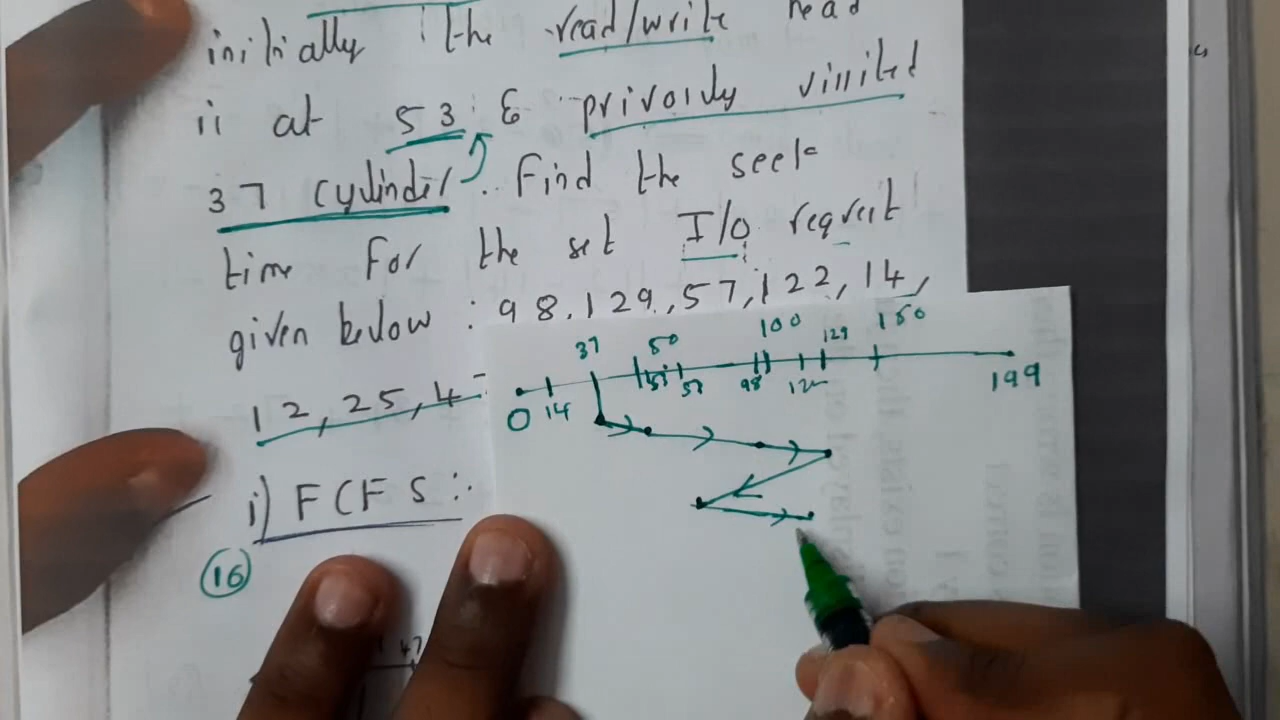 initially the read/write head
is at 53 & privorsly visited
37 cylinder. Find the seek
time for the set I/O request
given below : 98,129,57,122,14,
12,25,4
i) FCFS :-
16
37 50 100 129 150
0 14 53 57 98 122 199
47